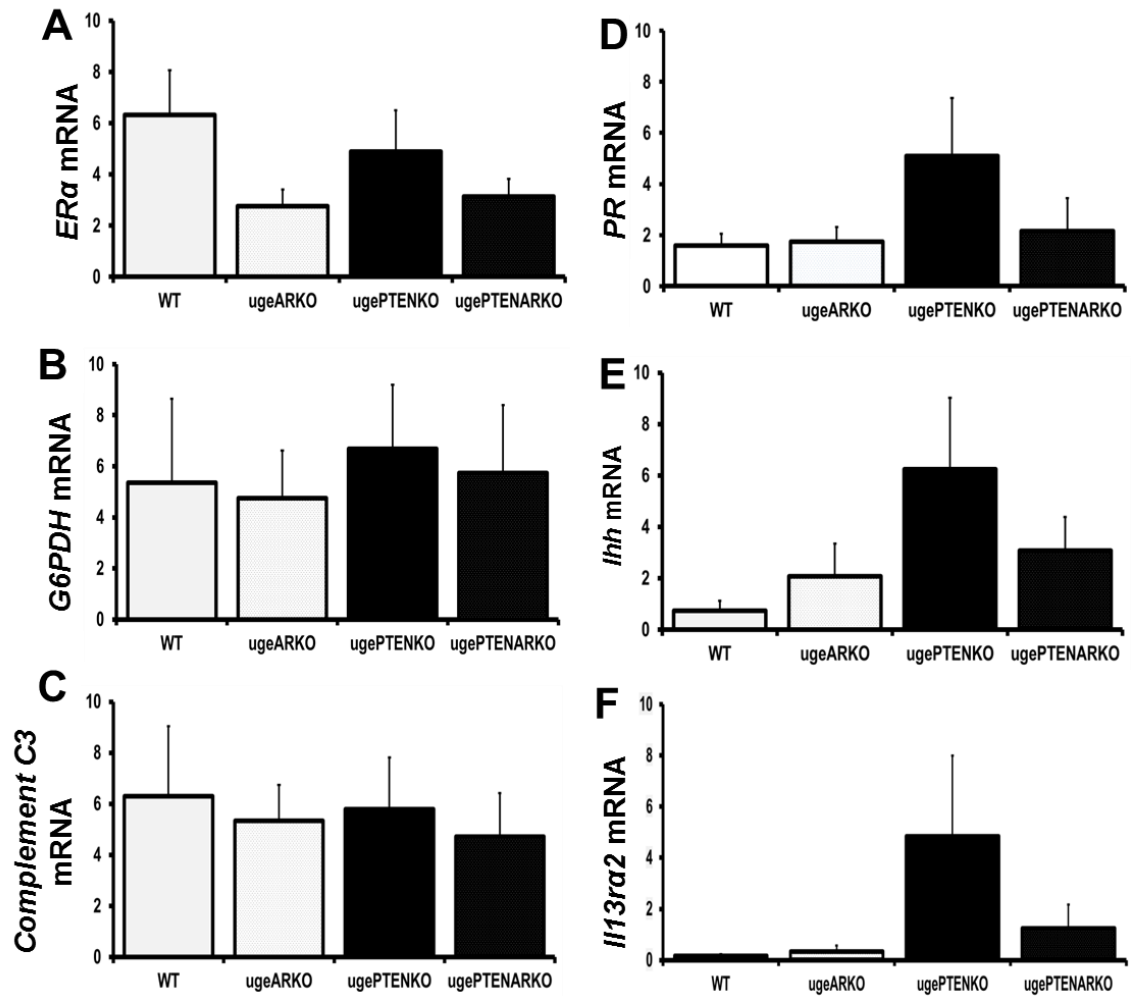 A
ERα mRNA
10
8
6
4
2
0
WT ugeARKO ugePTENKO ugePTENARKO
B
G6PDH mRNA
10
8
6
4
2
0
WT ugeARKO ugePTENKO ugePTENARKO
C
Complement C3
mRNA
10
8
6
4
2
0
WT ugeARKO ugePTENKO ugePTENARKO
D
PR mRNA
10
8
6
4
2
0
WT ugeARKO ugePTENKO ugePTENARKO
E
Ihh mRNA
10
8
6
4
2
0
WT ugeARKO ugePTENKO ugePTENARKO
F
Il13rα2 mRNA
10
8
6
4
2
0
WT ugeARKO ugePTENKO ugePTENARKO